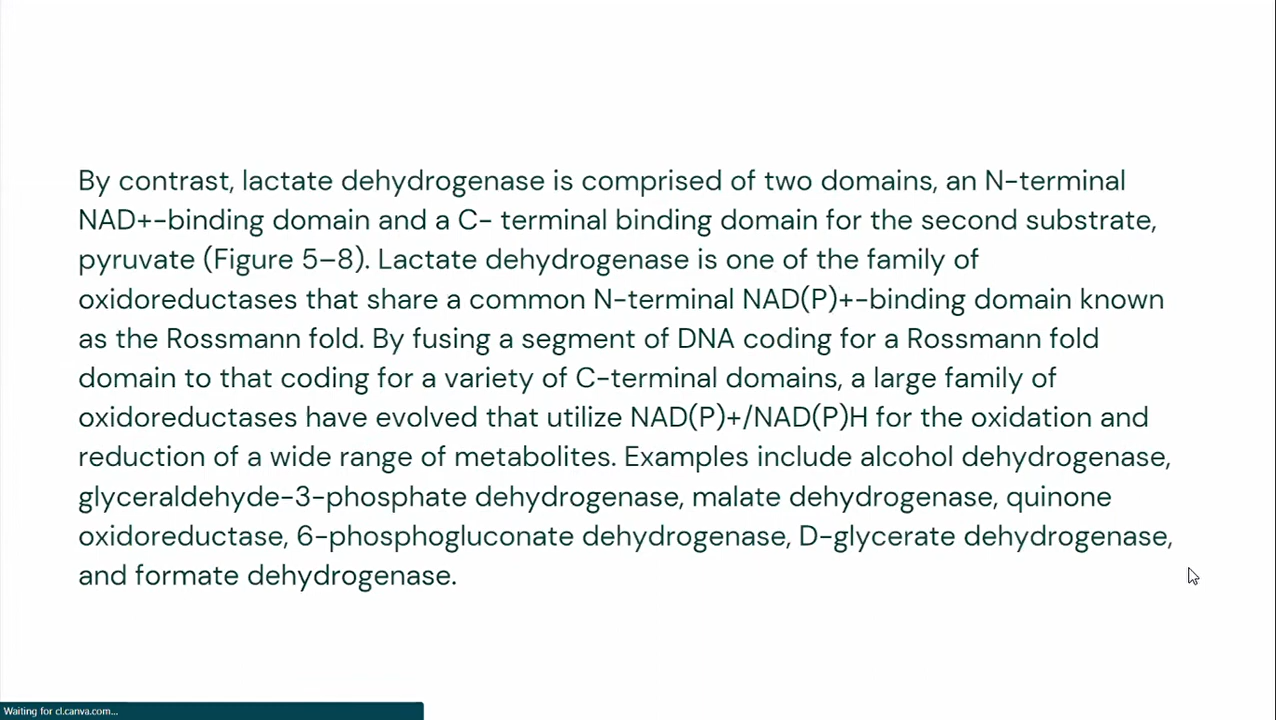 By contrast, lactate dehydrogenase is comprised of two domains, an N-terminal
NAD+-binding domain and a C- terminal binding domain for the second substrate,
pyruvate (Figure 5–8). Lactate dehydrogenase is one of the family of
oxidoreductases that share a common N-terminal NAD(P)+-binding domain known
as the Rossmann fold. By fusing a segment of DNA coding for a Rossmann fold
domain to that coding for a variety of C-terminal domains, a large family of
oxidoreductases have evolved that utilize NAD(P)+/NAD(P)H for the oxidation and
reduction of a wide range of metabolites. Examples include alcohol dehydrogenase,
glyceraldehyde-3-phosphate dehydrogenase, malate dehydrogenase, quinone
oxidoreductase, 6-phosphogluconate dehydrogenase, D-glycerate dehydrogenase,
and formate dehydrogenase.
Waiting for cl.canva.com...